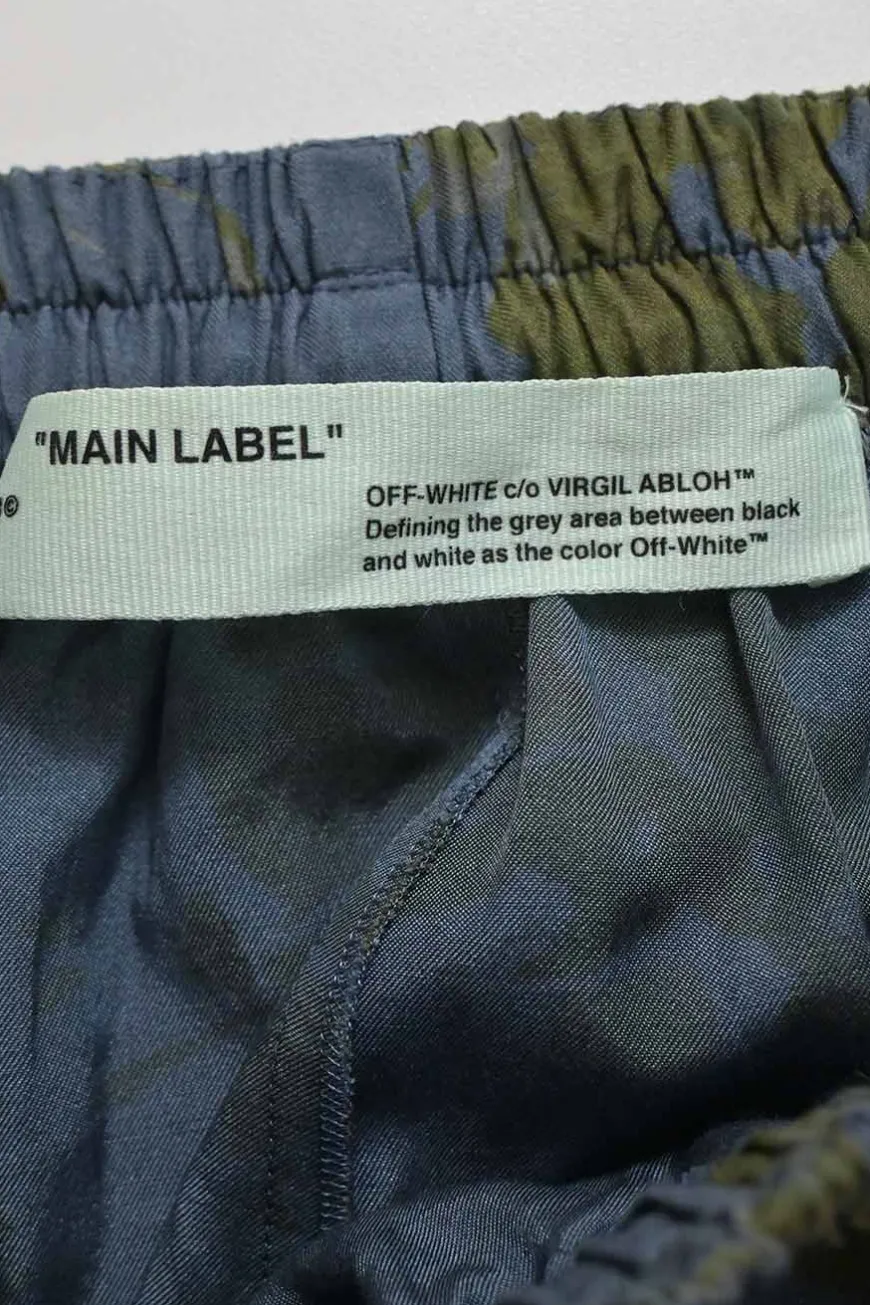 "MAIN LABEL"
©
OFF-WHITE c/o VIRGIL ABLOH™
Defining the grey area between black
and white as the color Off-White™